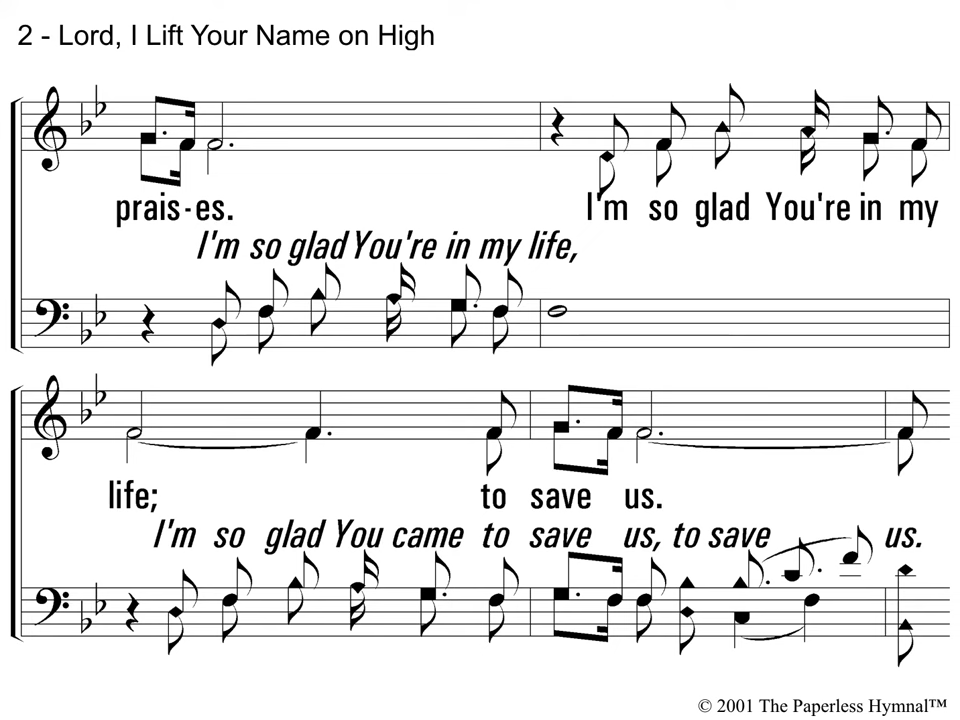 2 - Lord, I Lift Your Name on High
prais-es. I'm so glad You're in my
I'm so glad You're in my life,
life; to save us.
I'm so glad You came to save us, to save us.
© 2001 The Paperless Hymnal™